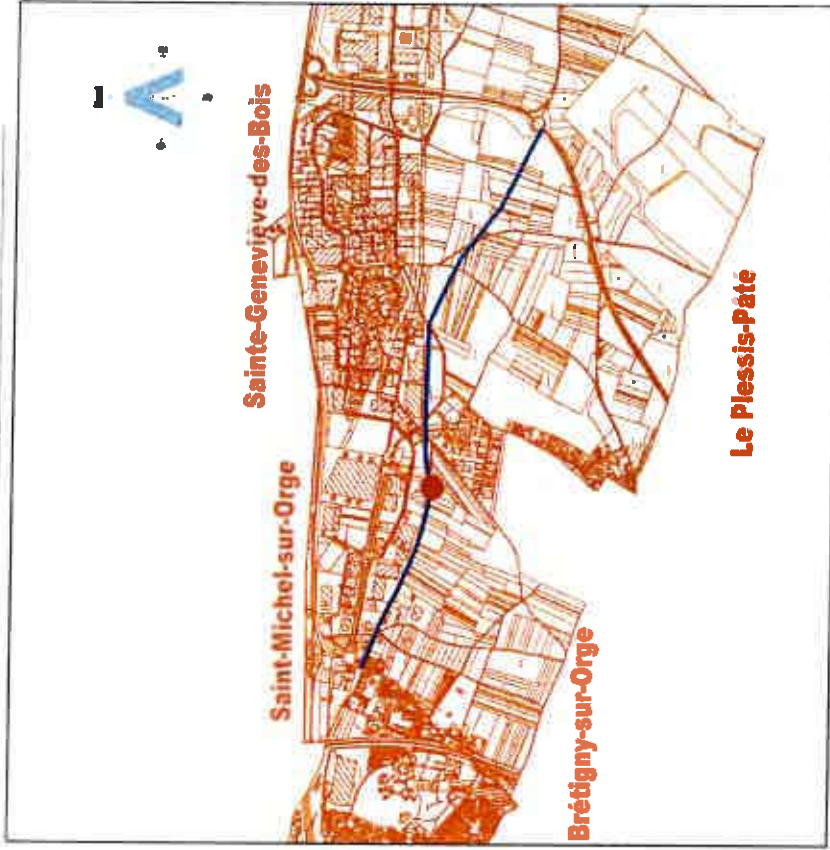 Sainte-Geneviève-des-Bois
Saint-Michel-sur-Orge
Le Plessis-Pâté
Brétigny-sur-Orge